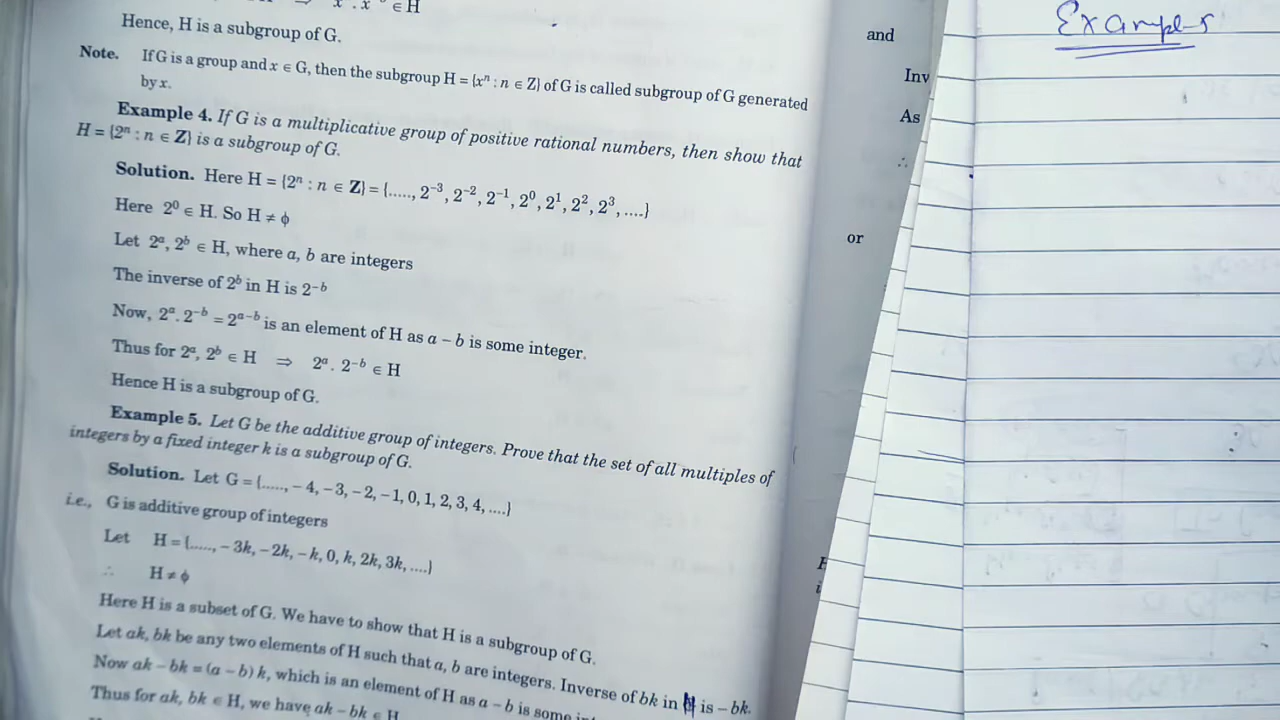 ∈ H
Hence, H is a subgroup of G.
Note. If G is a group and x ∈ G, then the subgroup H = {xⁿ : n ∈ Z} of G is called subgroup of G generated
by x.
Example 4. If G is a multiplicative group of positive rational numbers, then show that
H = {2ⁿ : n ∈ Z} is a subgroup of G.
Solution. Here H = {2ⁿ : n ∈ Z} = {....., 2⁻³, 2⁻², 2⁻¹, 2⁰, 2¹, 2², 2³, ....}
Here 2⁰ ∈ H. So H ≠ ϕ
Let 2ᵃ, 2ᵇ ∈ H, where a, b are integers
The inverse of 2ᵇ in H is 2⁻ᵇ
Now, 2ᵃ . 2⁻ᵇ = 2ᵃ⁻ᵇ is an element of H as a – b is some integer.
Thus for 2ᵃ, 2ᵇ ∈ H ⇒ 2ᵃ . 2⁻ᵇ ∈ H
Hence H is a subgroup of G.
Example 5. Let G be the additive group of integers. Prove that the set of all multiples of
integers by a fixed integer k is a subgroup of G.
Solution. Let G = {....., – 4, –3, –2, –1, 0, 1, 2, 3, 4, ....}
i.e., G is additive group of integers
Let H = {....., – 3k, – 2k, – k, 0, k, 2k, 3k, ....}
∴ H ≠ ϕ
Here H is a subset of G. We have to show that H is a subgroup of G.
Let ak, bk be any two elements of H such that a, b are integers. Inverse of bk in H is – bk.
Now ak – bk = (a – b) k, which is an element of H as a – b is some
Thus for ak, bk ∈ H, we have ak – bk ∈ H
and
Inv
As
∴
or
Examples